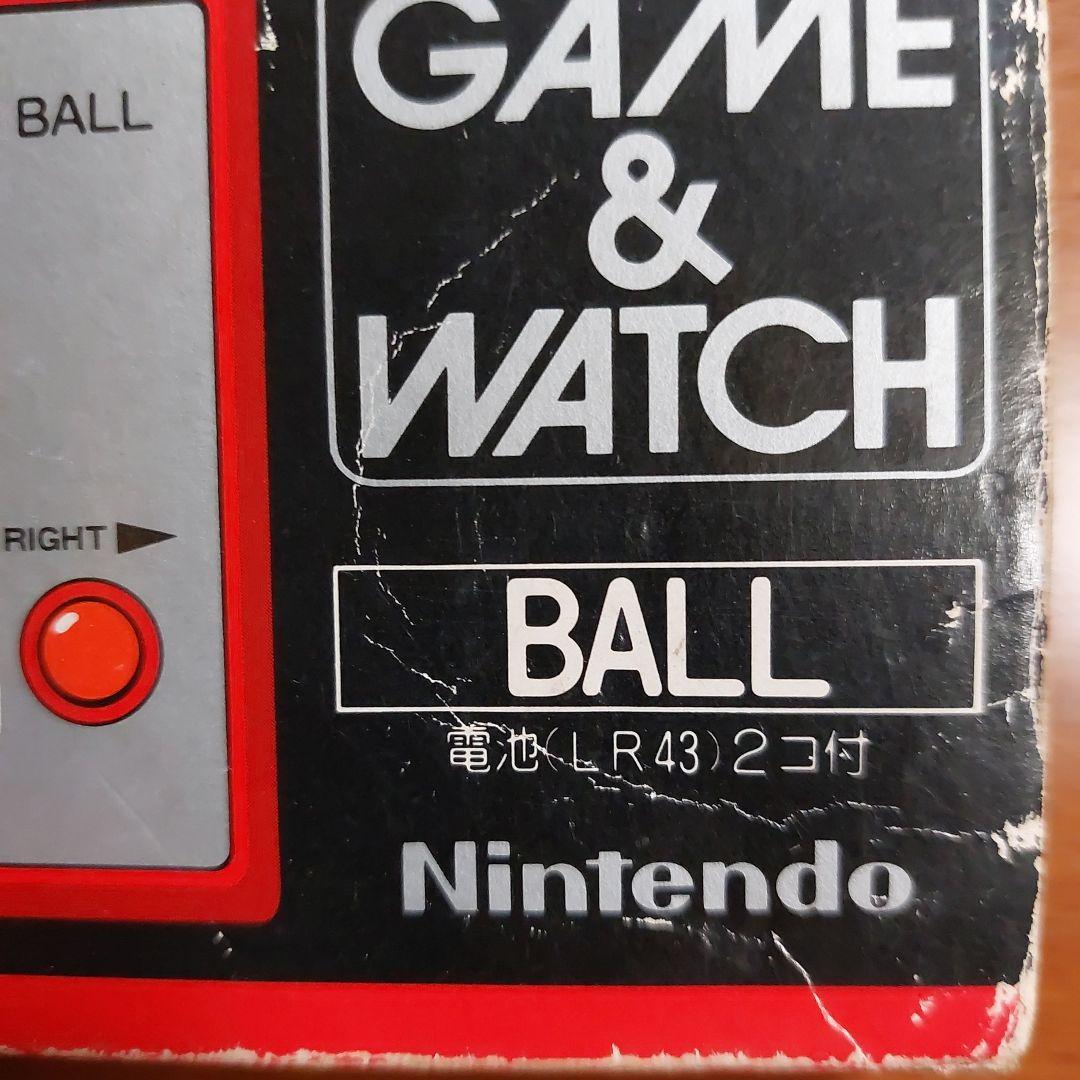 BALL
RIGHT ▶
GAME
&
WATCH
BALL
電池(LR43)2コ付
Nintendo